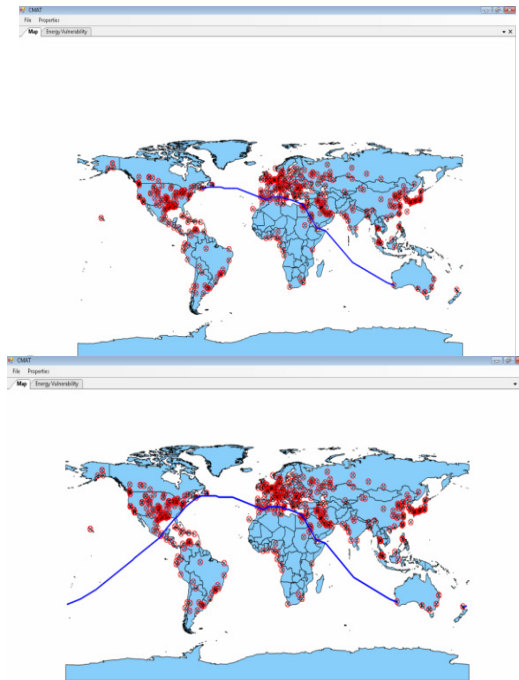 CMAT
File Properties
Map Energy Vulnerability
CMAT
File Properties
Map Energy Vulnerability